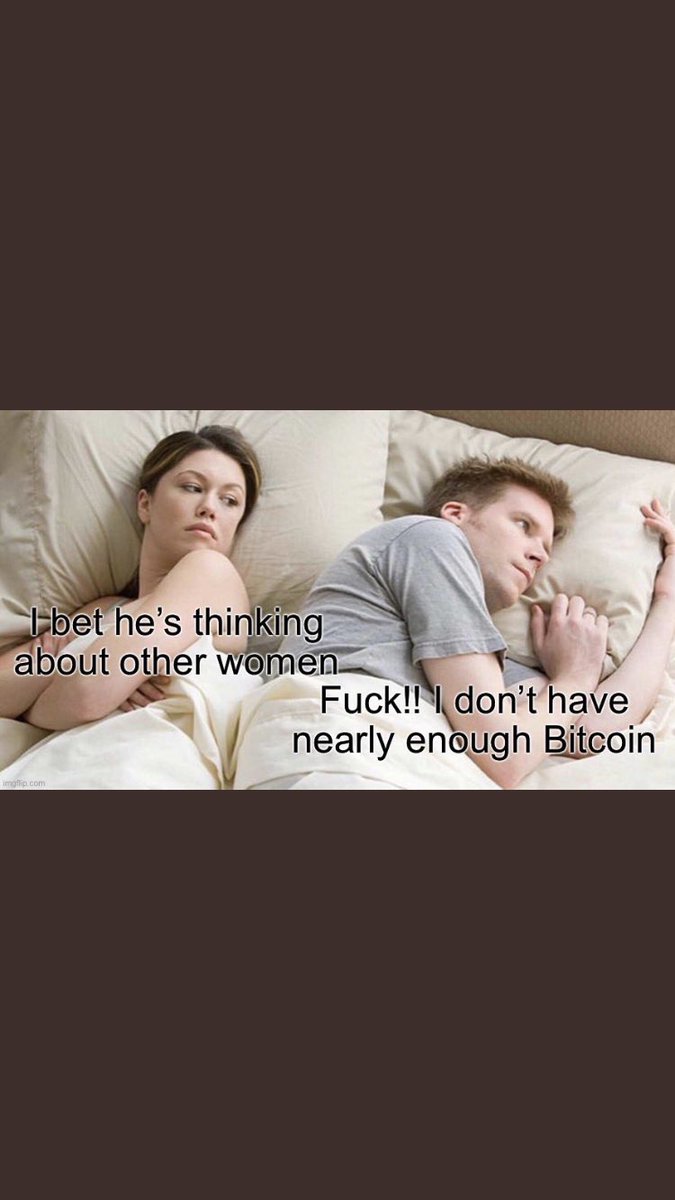 I bet he’s thinking
about other women
Fuck!! I don’t have
nearly enough Bitcoin
imgflip.com